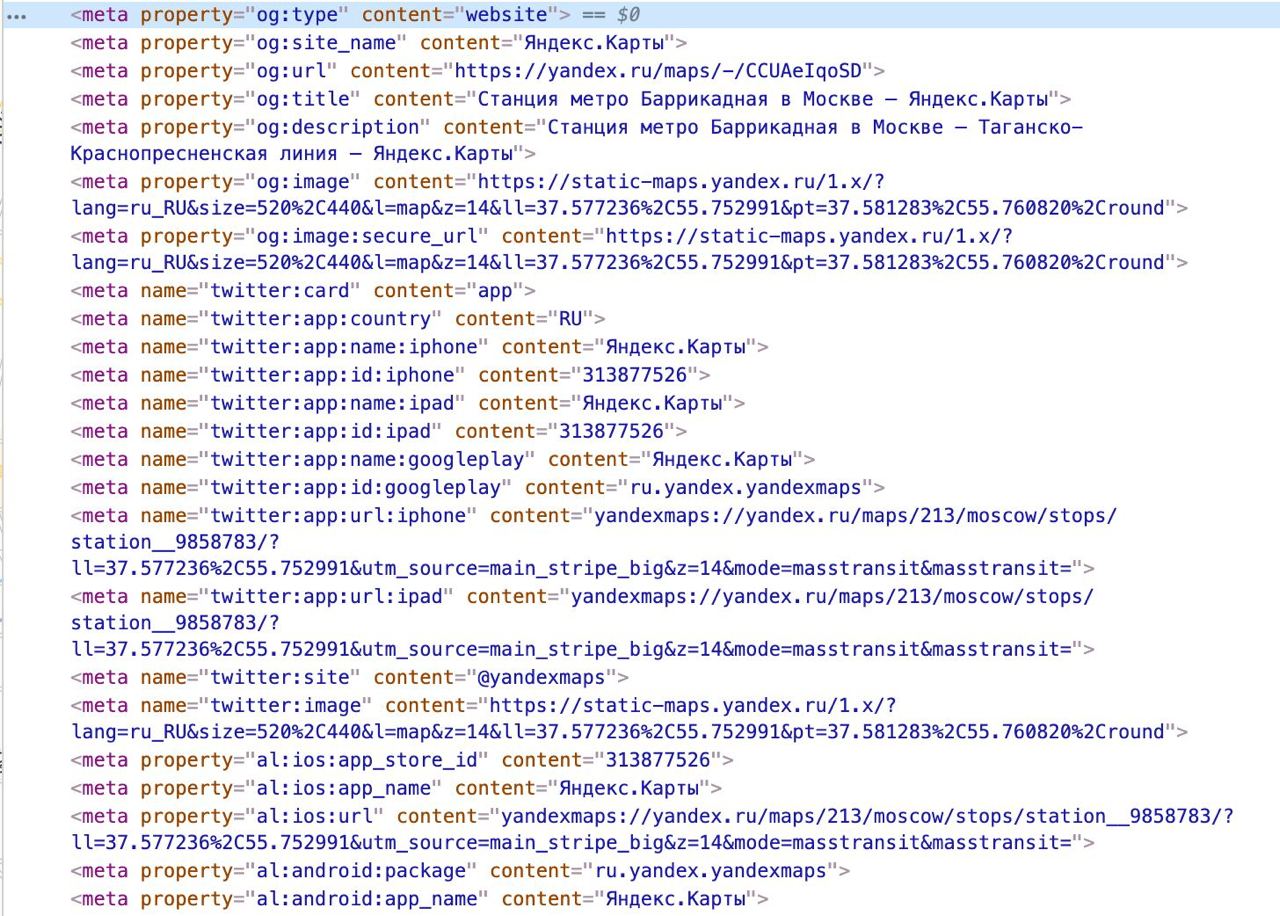 ••• <meta property="og:type" content="website"> == $0
<meta property="og:site_name" content="Яндекс.Карты">
<meta property="og:url" content="https://yandex.ru/maps/-/CCUAeIqoSD">
<meta property="og:title" content="Станция метро Баррикадная в Москве — Яндекс.Карты">
<meta property="og:description" content="Станция метро Баррикадная в Москве — Таганско-
Краснопресненская линия — Яндекс.Карты">
<meta property="og:image" content="https://static-maps.yandex.ru/1.x/?
lang=ru_RU&size=520%2C440&l=map&z=14&ll=37.577236%2C55.752991&pt=37.581283%2C55.760820%2Cround">
<meta property="og:image:secure_url" content="https://static-maps.yandex.ru/1.x/?
lang=ru_RU&size=520%2C440&l=map&z=14&ll=37.577236%2C55.752991&pt=37.581283%2C55.760820%2Cround">
<meta name="twitter:card" content="app">
<meta name="twitter:app:country" content="RU">
<meta name="twitter:app:name:iphone" content="Яндекс.Карты">
<meta name="twitter:app:id:iphone" content="313877526">
<meta name="twitter:app:name:ipad" content="Яндекс.Карты">
<meta name="twitter:app:id:ipad" content="313877526">
<meta name="twitter:app:name:googleplay" content="Яндекс.Карты">
<meta name="twitter:app:id:googleplay" content="ru.yandex.yandexmaps">
<meta name="twitter:app:url:iphone" content="yandexmaps://yandex.ru/maps/213/moscow/stops/
station__9858783/?
ll=37.577236%2C55.752991&utm_source=main_stripe_big&z=14&mode=masstransit&masstransit=">
<meta name="twitter:app:url:ipad" content="yandexmaps://yandex.ru/maps/213/moscow/stops/
station__9858783/?
ll=37.577236%2C55.752991&utm_source=main_stripe_big&z=14&mode=masstransit&masstransit=">
<meta name="twitter:site" content="@yandexmaps">
<meta name="twitter:image" content="https://static-maps.yandex.ru/1.x/?
lang=ru_RU&size=520%2C440&l=map&z=14&ll=37.577236%2C55.752991&pt=37.581283%2C55.760820%2Cround">
<meta property="al:ios:app_store_id" content="313877526">
<meta property="al:ios:app_name" content="Яндекс.Карты">
<meta property="al:ios:url" content="yandexmaps://yandex.ru/maps/213/moscow/stops/station__9858783/?
ll=37.577236%2C55.752991&utm_source=main_stripe_big&z=14&mode=masstransit&masstransit=">
<meta property="al:android:package" content="ru.yandex.yandexmaps">
<meta property="al:android:app_name" content="Яндекс.Карты">